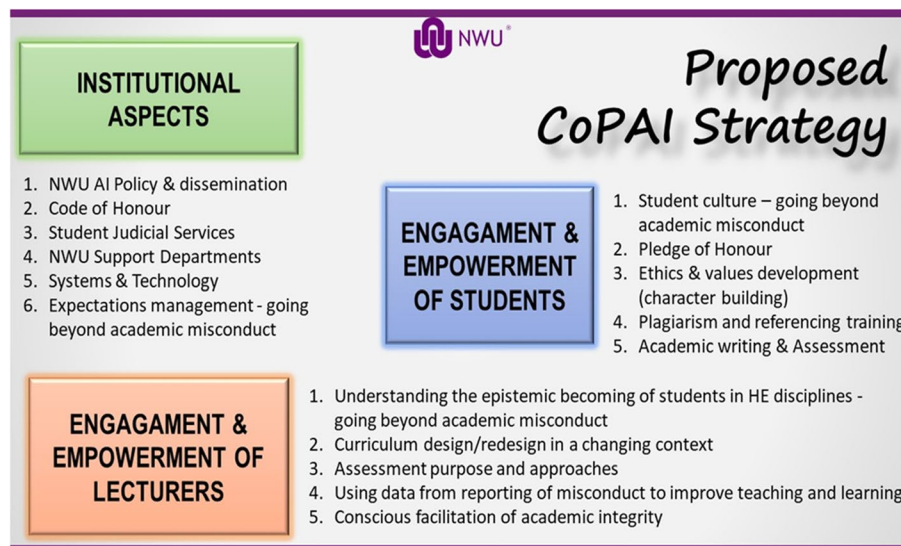 NWU®
Proposed
CoPAI Strategy
INSTITUTIONAL
ASPECTS
1. NWU AI Policy & dissemination
2. Code of Honour
3. Student Judicial Services
4. NWU Support Departments
5. Systems & Technology
6. Expectations management - going
beyond academic misconduct
ENGAGAMENT &
EMPOWERMENT
OF STUDENTS
1. Student culture – going beyond
academic misconduct
2. Pledge of Honour
3. Ethics & values development
(character building)
4. Plagiarism and referencing training
5. Academic writing & Assessment
ENGAGAMENT &
EMPOWERMENT OF
LECTURERS
1. Understanding the epistemic becoming of students in HE disciplines -
going beyond academic misconduct
2. Curriculum design/redesign in a changing context
3. Assessment purpose and approaches
4. Using data from reporting of misconduct to improve teaching and learning
5. Conscious facilitation of academic integrity